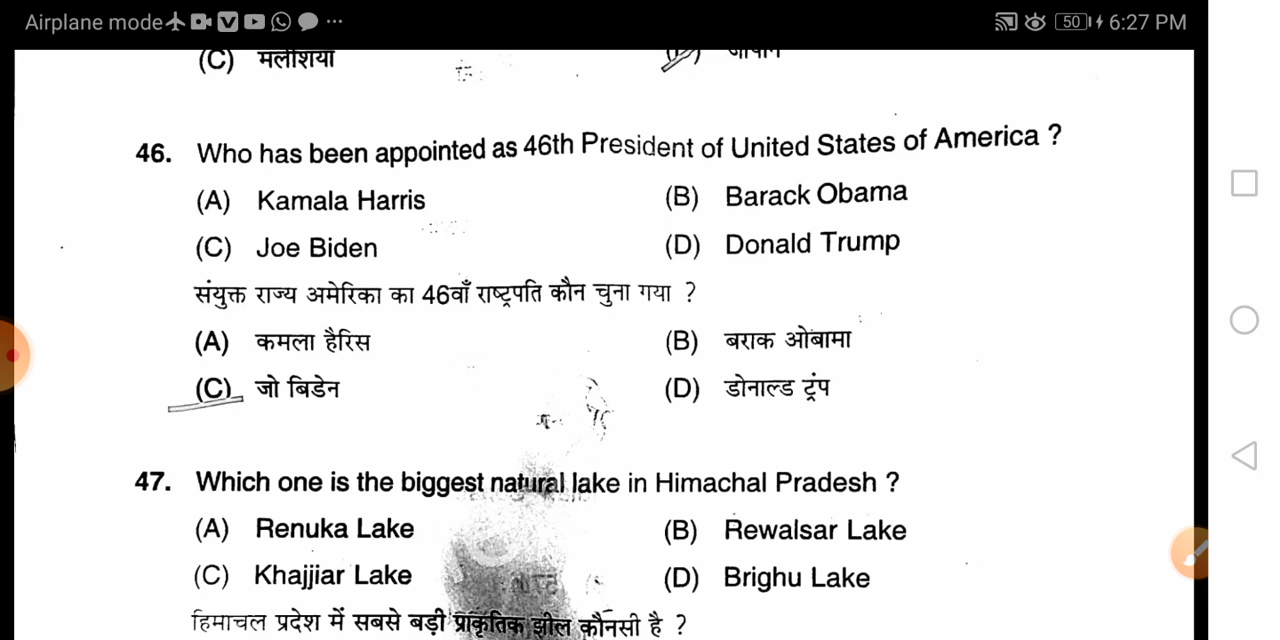 Airplane mode ... 50 6:27 PM
(C) मलीशिया
46. Who has been appointed as 46th President of United States of America ?
(A) Kamala Harris (B) Barack Obama
(C) Joe Biden (D) Donald Trump
संयुक्त राज्य अमेरिका का 46वाँ राष्ट्रपति कौन चुना गया ?
(A) कमला हैरिस (B) बराक ओबामा
(C) जो बिडेन (D) डोनाल्ड ट्रंप
47. Which one is the biggest natural lake in Himachal Pradesh ?
(A) Renuka Lake (B) Rewalsar Lake
(C) Khajjiar Lake (D) Brighu Lake
हिमाचल प्रदेश में सबसे बड़ी प्राकृतिक झील कौनसी है ?